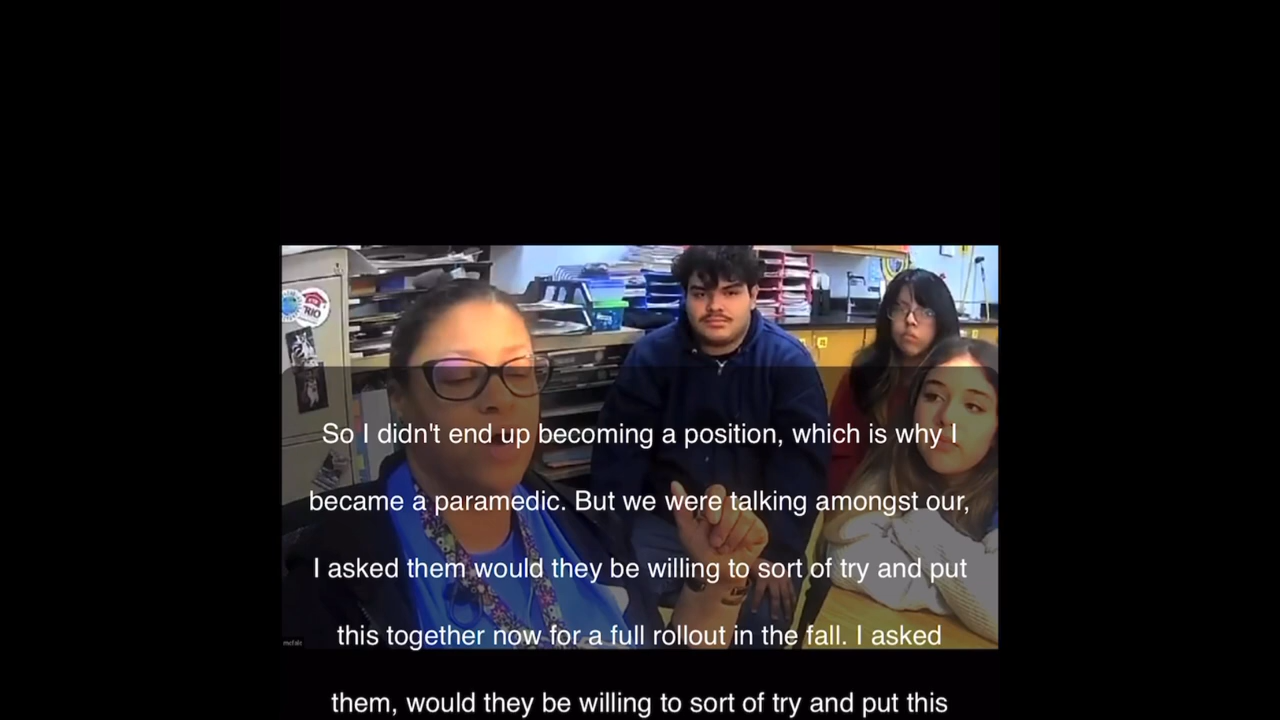 RIO
So I didn't end up becoming a position, which is why I
became a paramedic. But we were talking amongst our,
I asked them would they be willing to sort of try and put
this together now for a full rollout in the fall. I asked
them, would they be willing to sort of try and put this